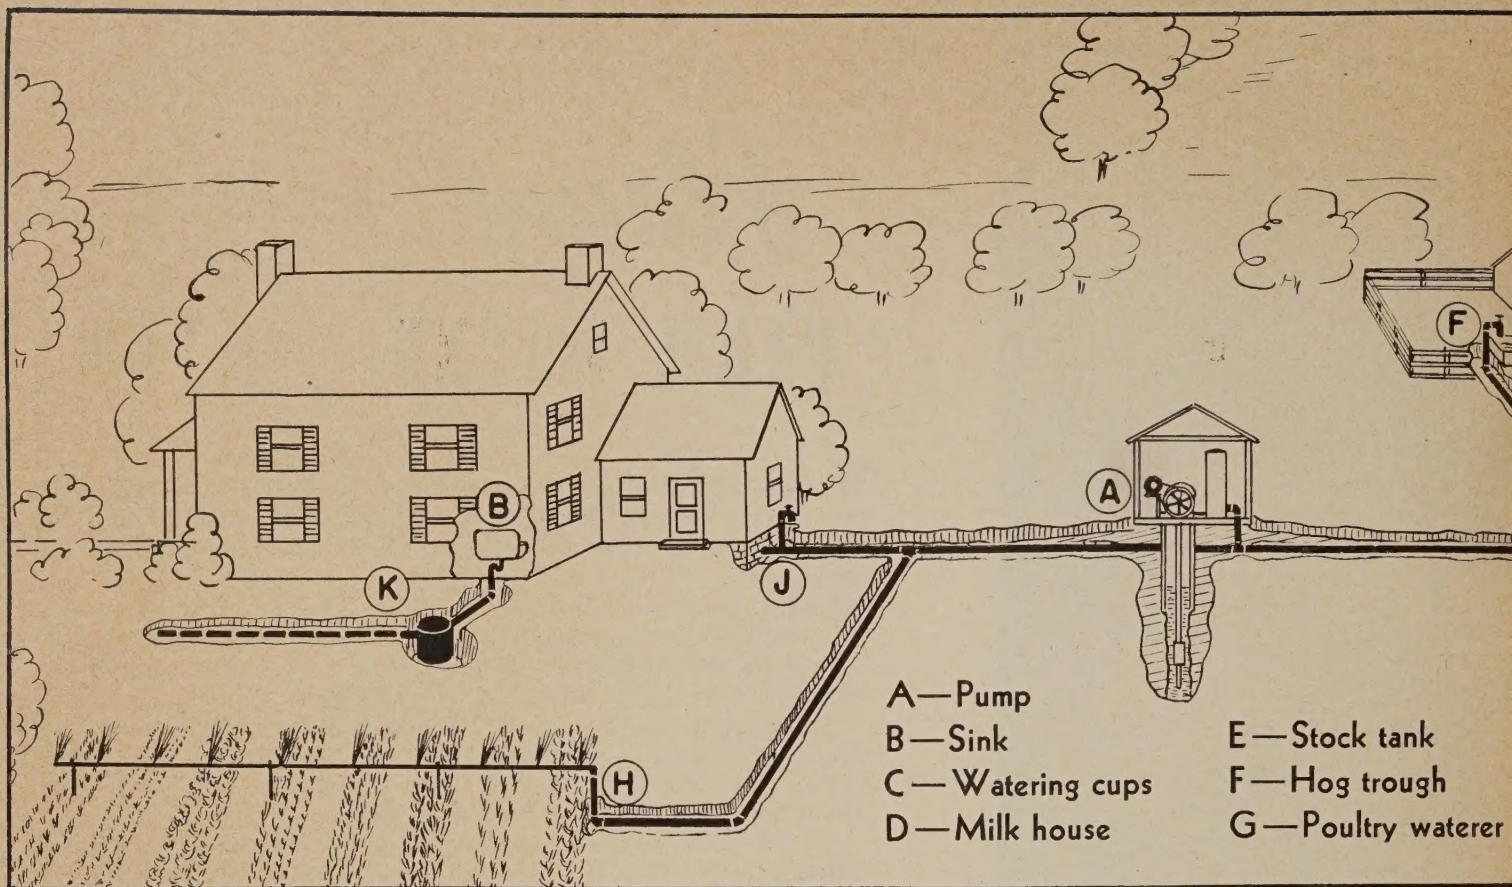 F
A
B
K
J
H
A—Pump
B—Sink
C—Watering cups
D—Milk house
E—Stock tank
F—Hog trough
G—Poultry waterer